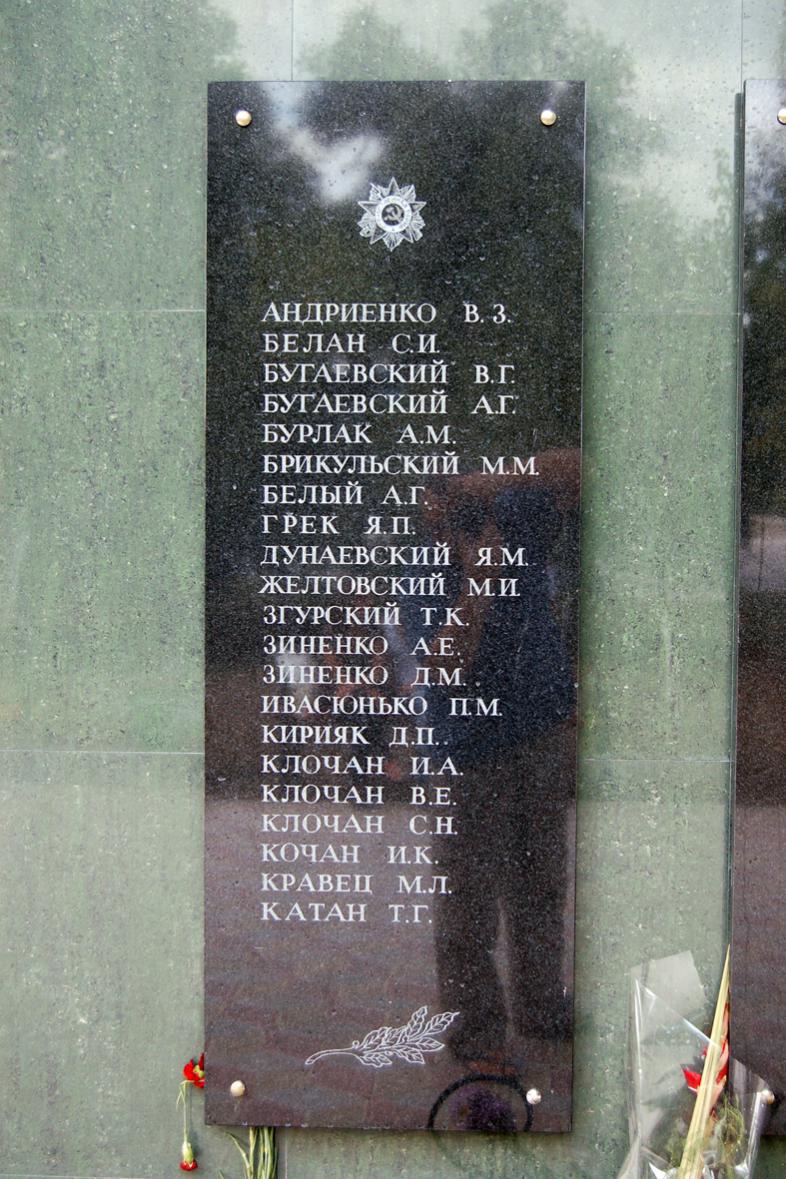 АНДРИЕНКО В. З.
БЕЛАН С.И.
БУГАЕВСКИЙ В.Г.
БУГАЕВСКИЙ А.Г.
БУРЛАК А.М.
БРИКУЛЬСКИЙ М.М.
БЕЛЫЙ А.Г.
ГРЕК Я.П.
ДУНАЕВСКИЙ Я.М.
ЖЕЛТОВСКИЙ М.И.
ЗГУРСКИЙ Т.К.
ЗИНЕНКО А.Е.
ЗИНЕНКО Д.М.
ИВАСЮНЬКО П.М.
КИРИЯК Д.П.
КЛОЧАН И.А.
КЛОЧАН В.Е.
КЛОЧАН С.Н.
КОЧАН И.К.
КРАВЕЦ М.Л.
КАТАН Т.Г.